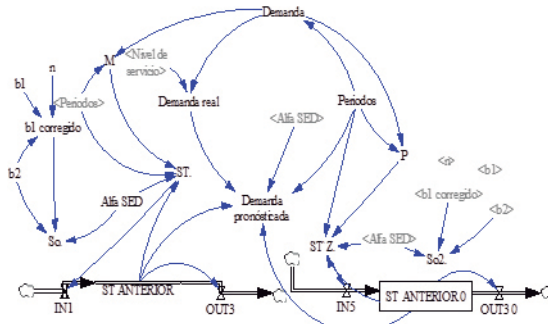 Demanda
n
M
<Nivel de
servicio>
b1
<Periodos>
Demanda real
Periodos
b1 corregido
<Alfa SED>
P
b2
ST.
<n>
<b1>
Alfa SED
Demanda
pronósticada
<b1 corregido>
<b2>
So.
ST Z.
<Alfa SED>
So2.
ST ANTERIOR
ST ANTERIOR 0
IN1
OUT3
IN5
OUT3 0